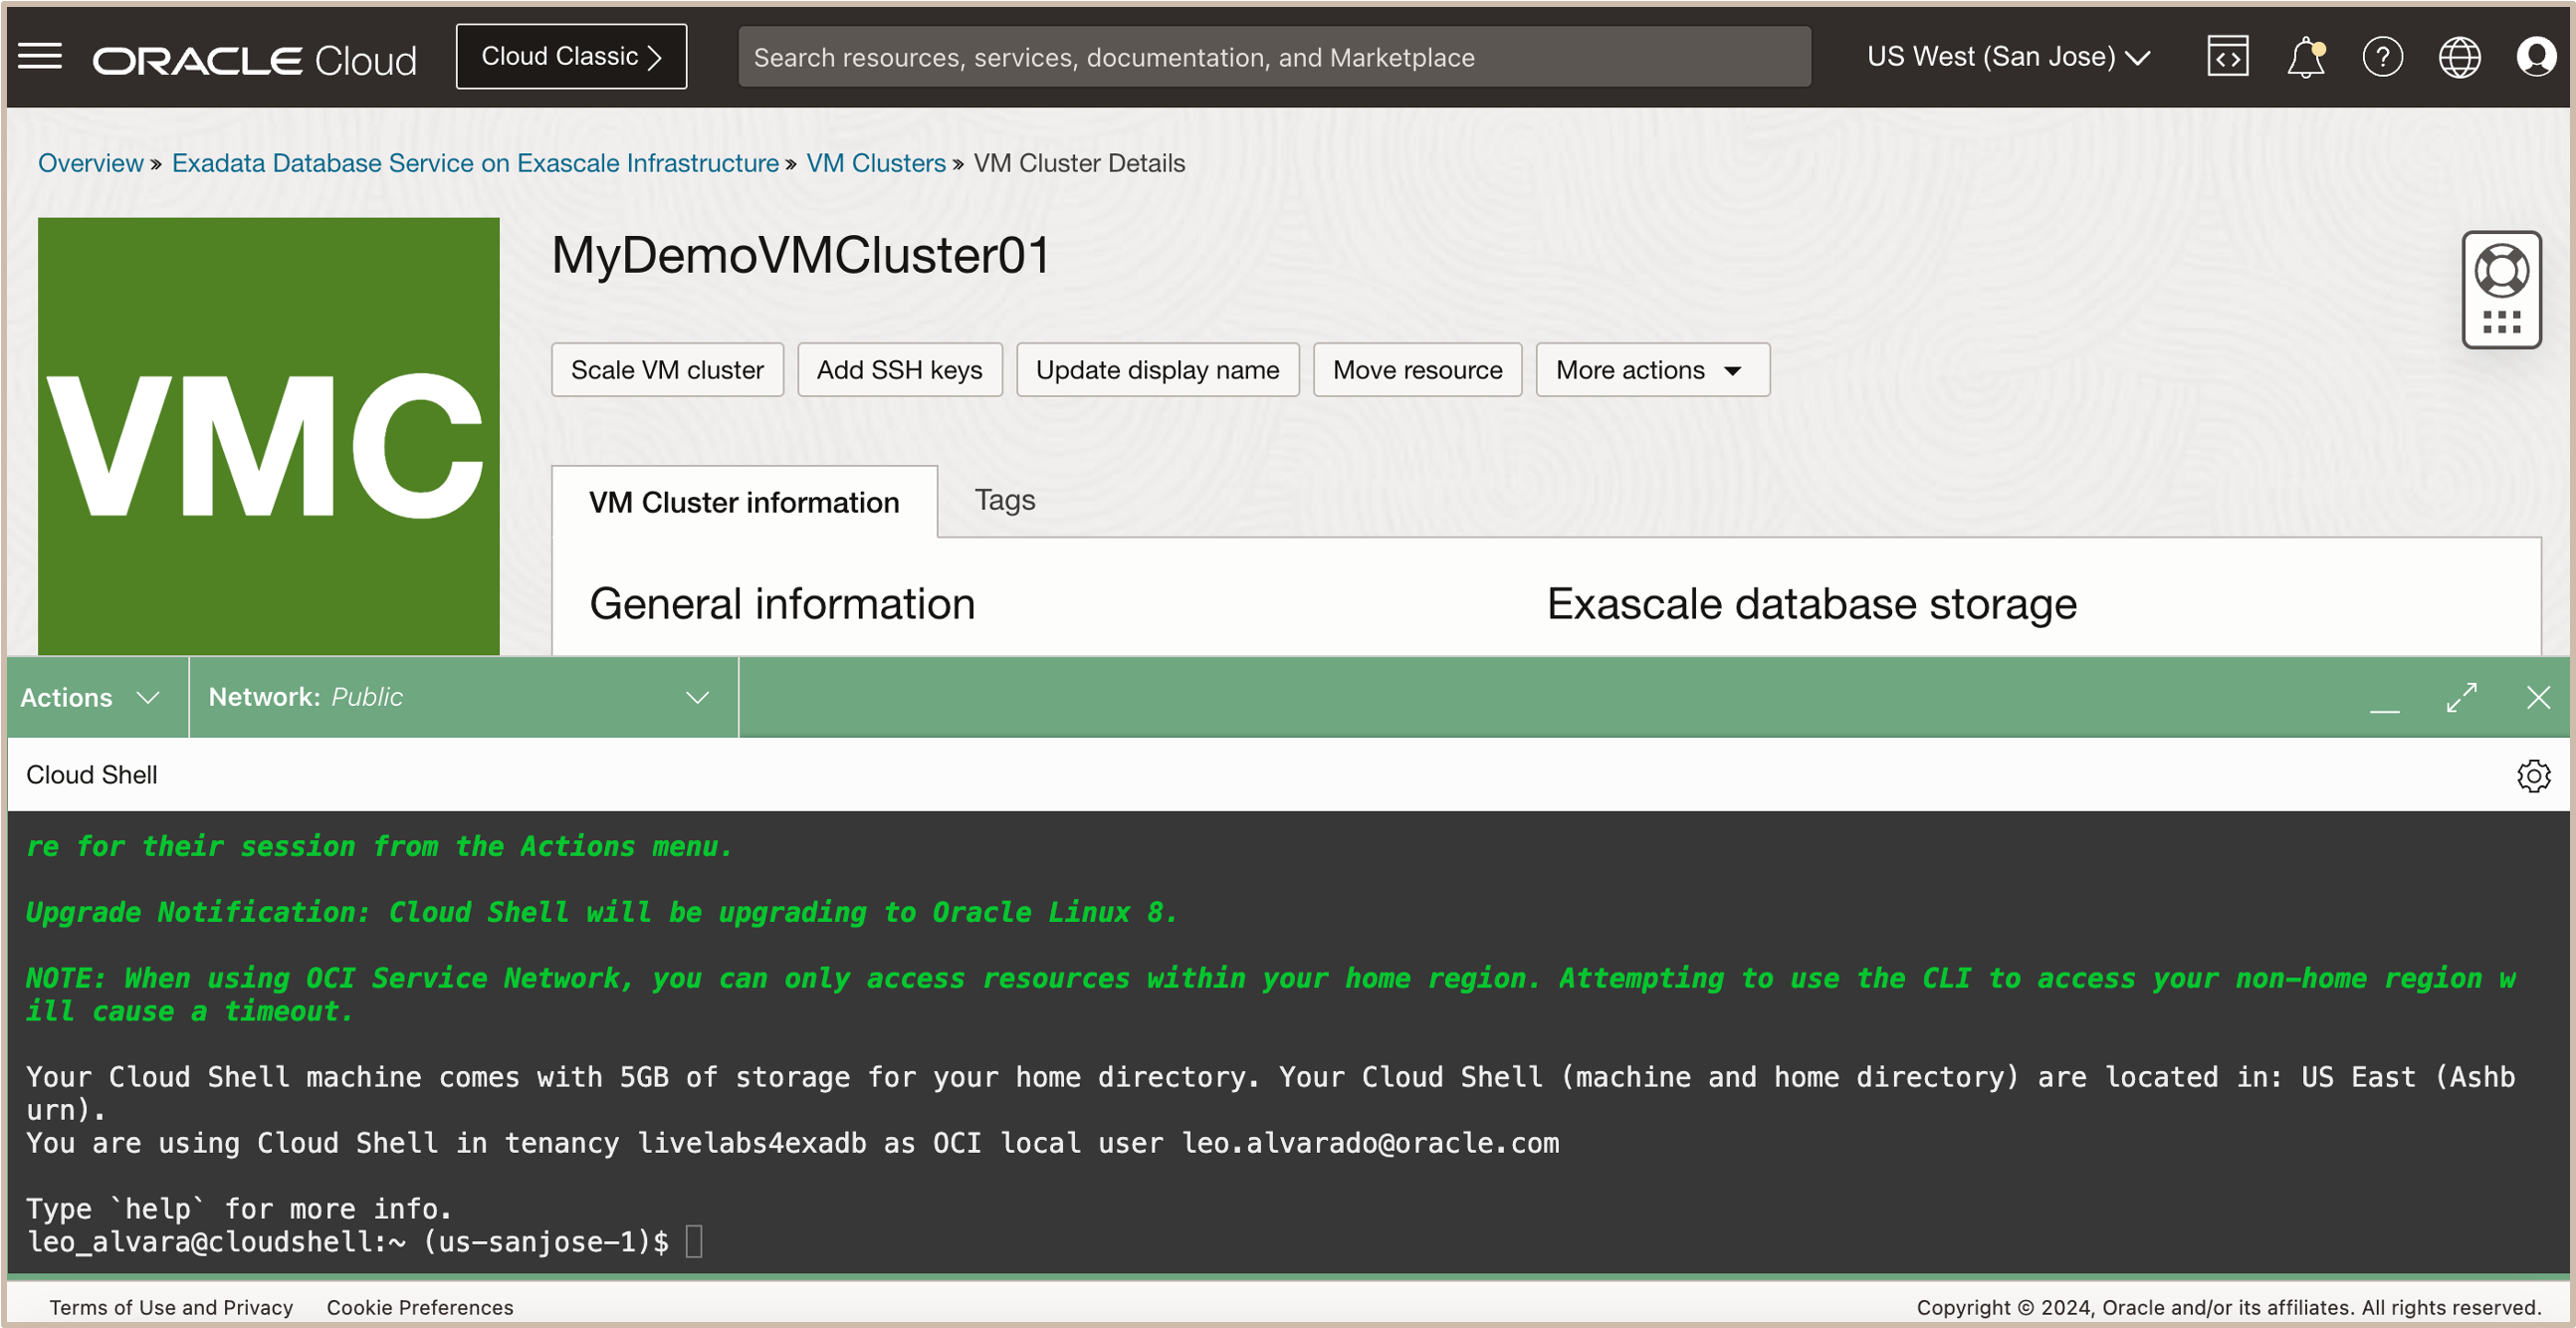 ORACLE Cloud Cloud Classic Search resources, services, documentation, and Marketplace US West (San Jose)
Overview » Exadata Database Service on Exascale Infrastructure » VM Clusters » VM Cluster Details
VMC
MyDemoVMCluster01
Scale VM cluster Add SSH keys Update display name Move resource More actions
VM Cluster information Tags
General information Exascale database storage
Actions Network: Public
Cloud Shell
re for their session from the Actions menu.
Upgrade Notification: Cloud Shell will be upgrading to Oracle Linux 8.
NOTE: When using OCI Service Network, you can only access resources within your home region. Attempting to use the CLI to access your non-home region w
ill cause a timeout.
Your Cloud Shell machine comes with 5GB of storage for your home directory. Your Cloud Shell (machine and home directory) are located in: US East (Ashb
urn).
You are using Cloud Shell in tenancy livelabs4exadb as OCI local user leo.alvarado@oracle.com
Type `help` for more info.
leo_alvara@cloudshell:~ (us-sanjose-1)$
Terms of Use and Privacy Cookie Preferences Copyright © 2024, Oracle and/or its affiliates. All rights reserved.